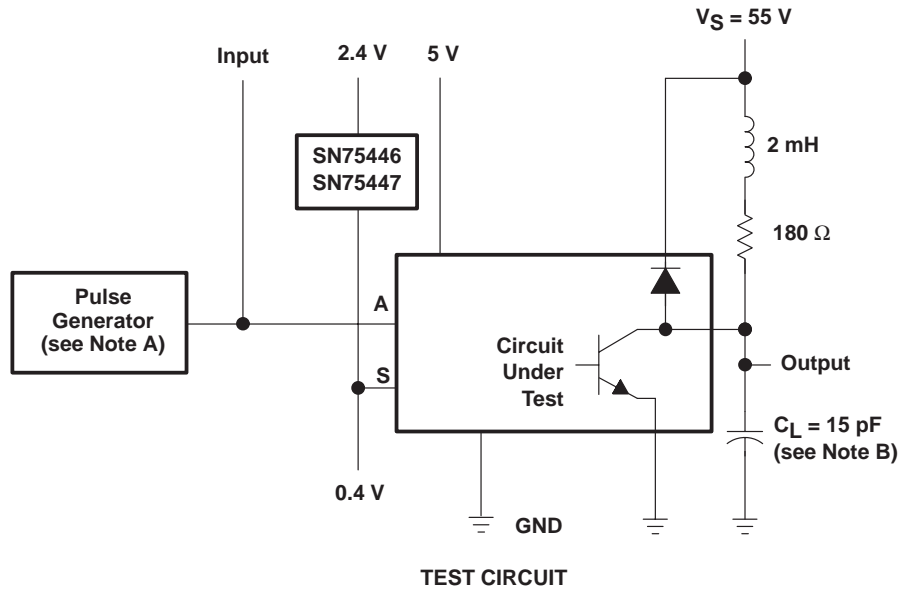 VS = 55 V
Input
2.4 V
5 V
SN75446
SN75447
2 mH
180 Ω
Pulse
Generator
(see Note A)
A
S
Circuit
Under
Test
Output
CL = 15 pF
(see Note B)
0.4 V
GND
TEST CIRCUIT